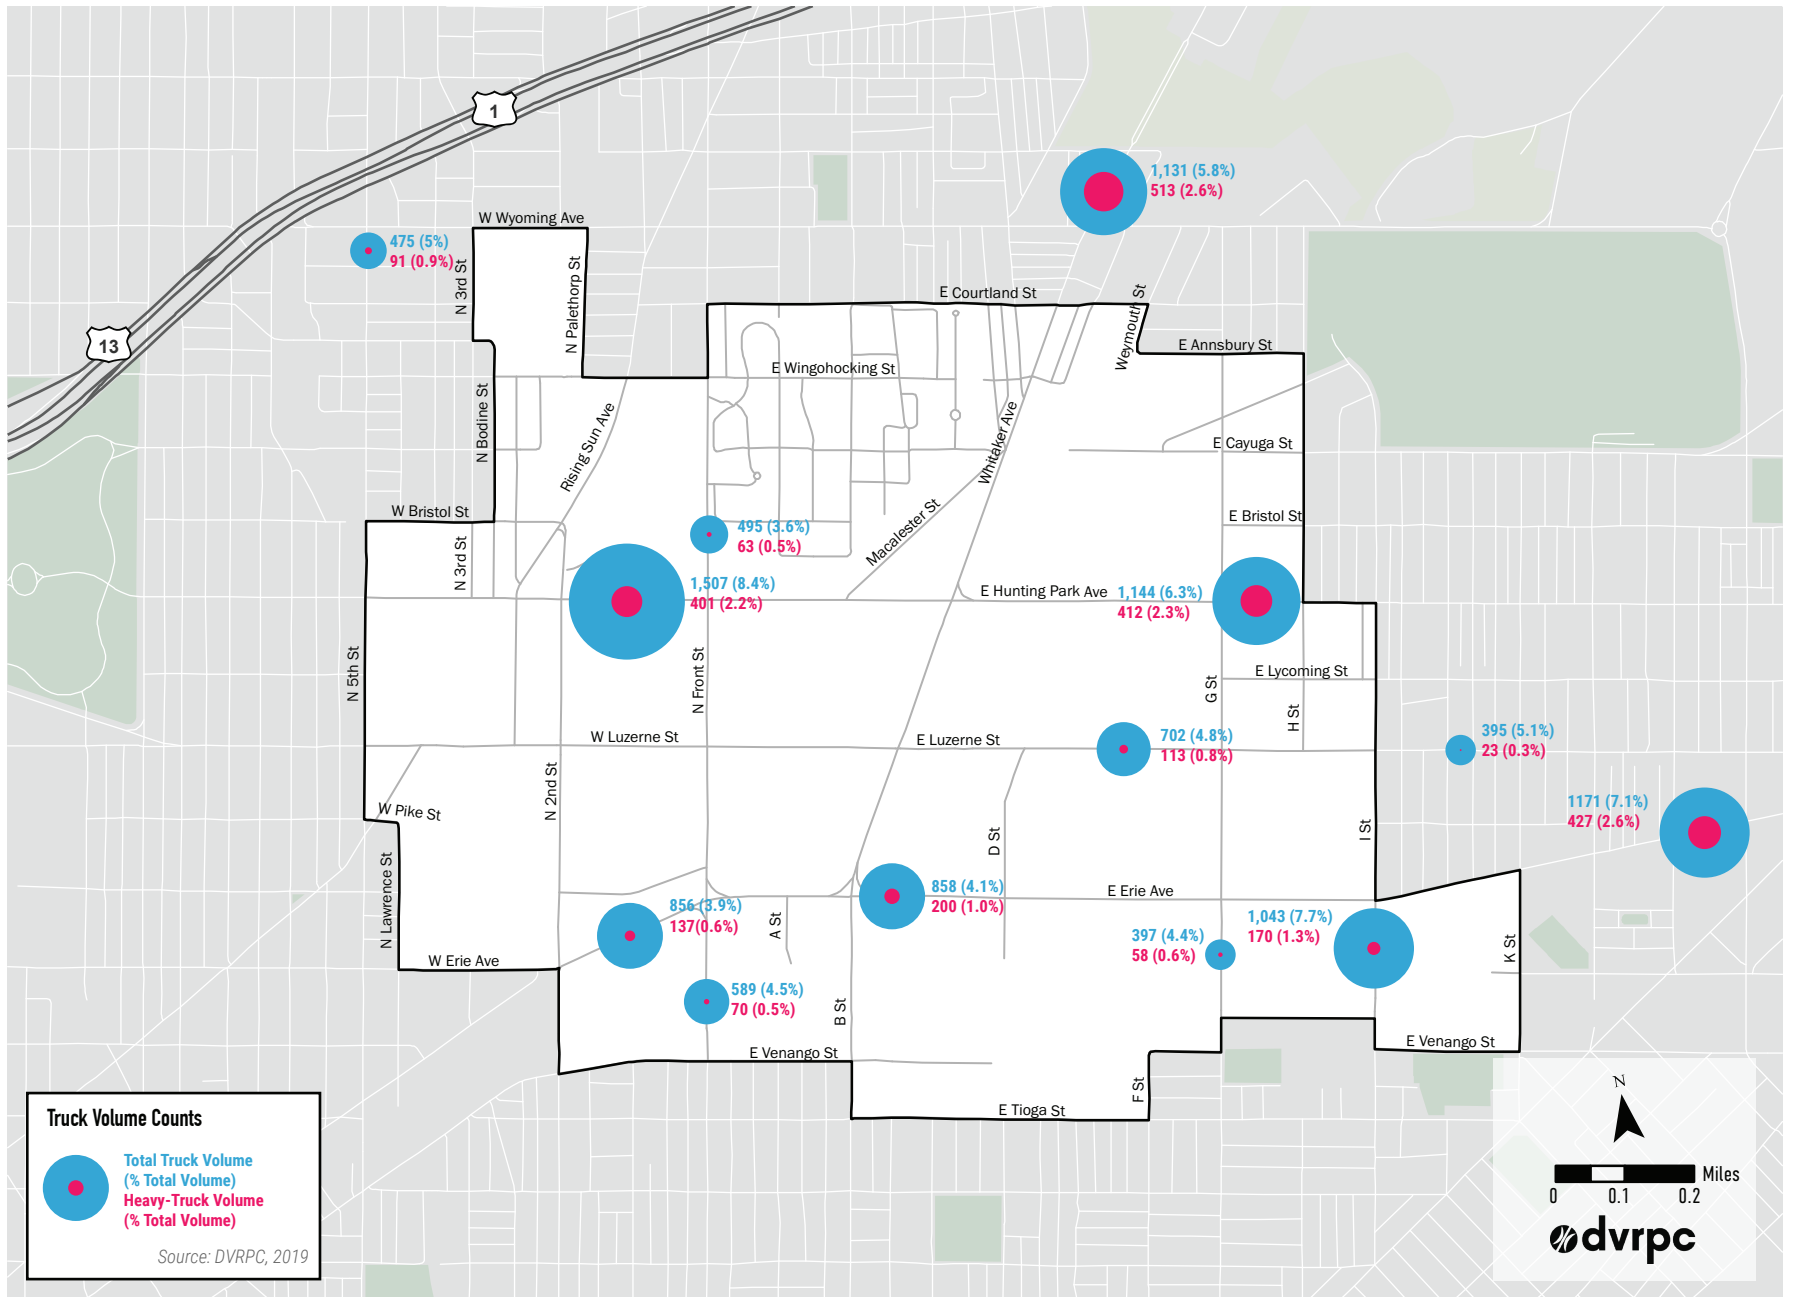 1
1,131 (5.8%)
513 (2.6%)
W Wyoming Ave
475 (5%)
91 (0.9%)
N 3rd St
N Palethorp St
E Courtland St
Weymouth St
13
E Annsbury St
E Wingohocking St
N Bodine St
Rising Sun Ave
Whitaker Ave
E Cayuga St
W Bristol St
Macalester St
E Bristol St
495 (3.6%)
63 (0.5%)
N 3rd St
1,507 (8.4%)
401 (2.2%)
E Hunting Park Ave
1,144 (6.3%)
412 (2.3%)
N 5th St
N Front St
G St
E Lycoming St
H St
W Luzerne St
E Luzerne St
702 (4.8%)
113 (0.8%)
395 (5.1%)
23 (0.3%)
N 2nd St
W Pike St
D St
I St
1171 (7.1%)
427 (2.6%)
N Lawrence St
858 (4.1%)
200 (1.0%)
E Erie Ave
856 (3.9%)
137(0.6%)
A St
1,043 (7.7%)
170 (1.3%)
397 (4.4%)
58 (0.6%)
K St
W Erie Ave
589 (4.5%)
70 (0.5%)
B St
E Venango St
E Venango St
F St
E Tioga St
Truck Volume Counts
Total Truck Volume
(% Total Volume)
Heavy-Truck Volume
(% Total Volume)
Source: DVRPC, 2019
N
Miles
0 0.1 0.2
dvrpc